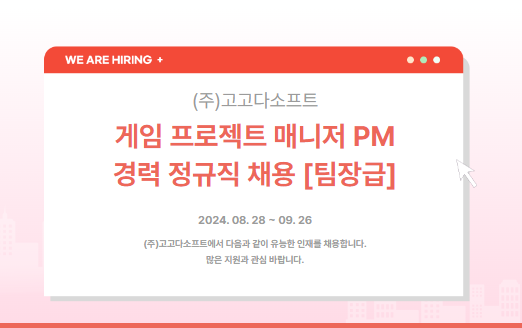 WE ARE HIRING +
(주)고고다소프트
게임 프로젝트 매니저 PM
경력 정규직 채용 [팀장급]
2024. 08. 28 ~ 09. 26
(주)고고다소프트에서 다음과 같이 유능한 인재를 채용합니다.
많은 지원과 관심 바랍니다.